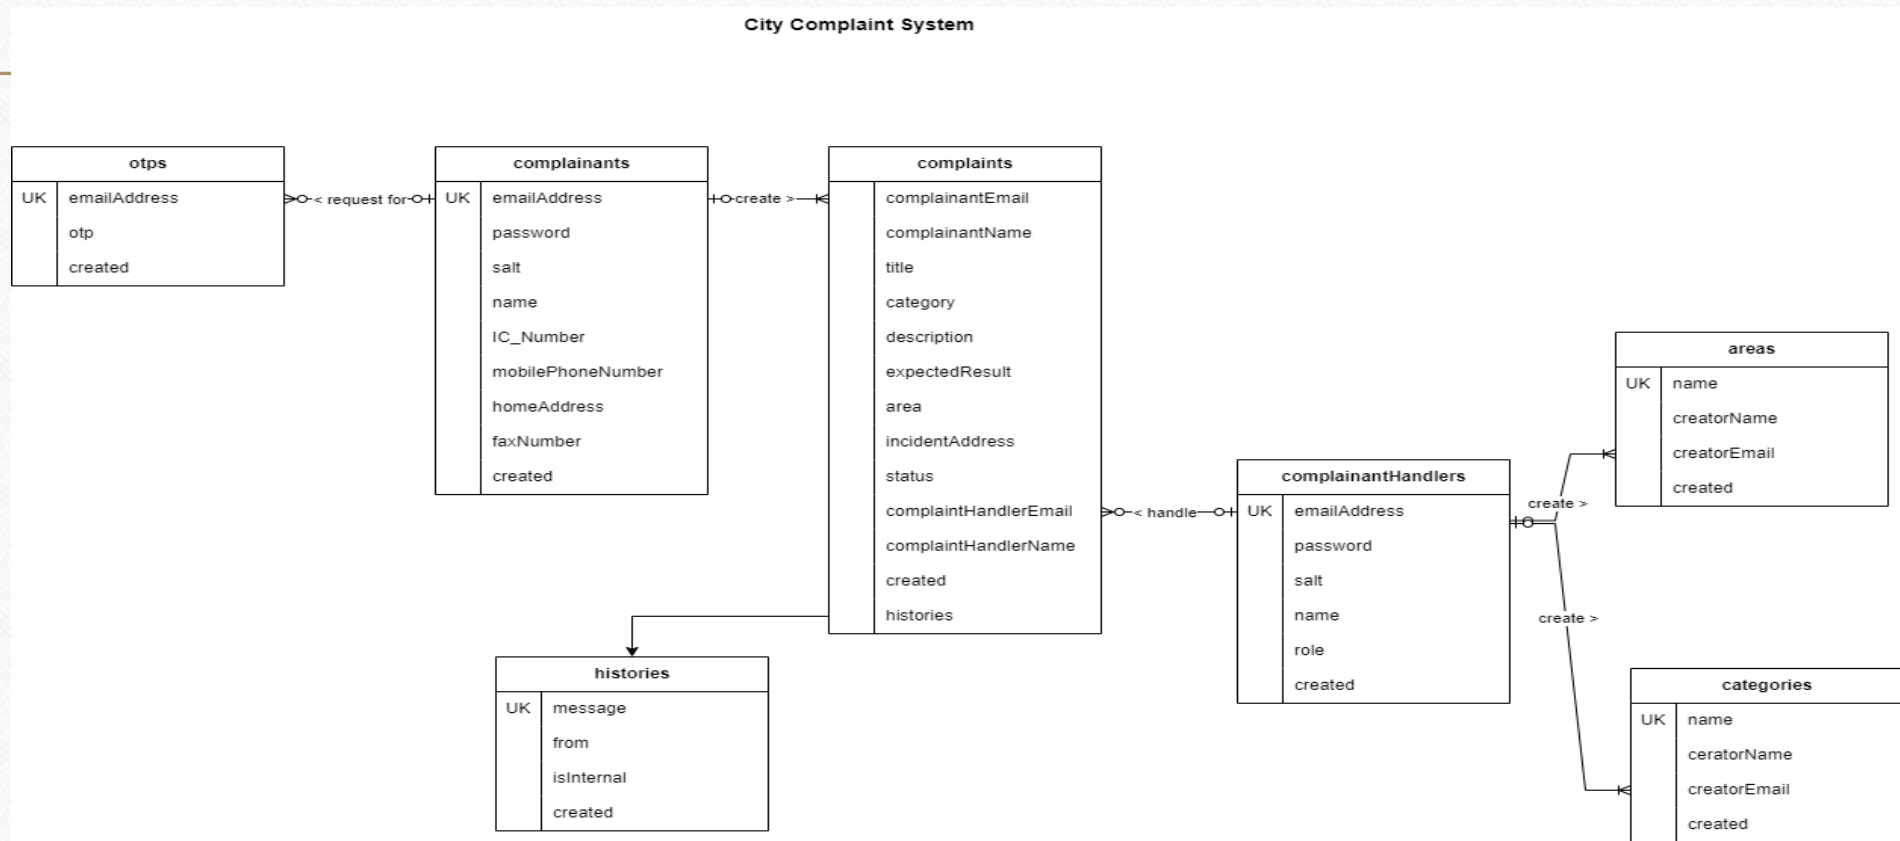 City Complaint System
otps
UK emailAddress
otp
created
< request for
complainants
UK emailAddress
password
salt
name
IC_Number
mobilePhoneNumber
homeAddress
faxNumber
created
create >
complaints
complainantEmail
complainantName
title
category
description
expectedResult
area
incidentAddress
status
complaintHandlerEmail
complaintHandlerName
created
histories
< handle
complainantHandlers
UK emailAddress
password
salt
name
role
created
create >
areas
UK name
creatorName
creatorEmail
created
create >
categories
UK name
ceratorName
creatorEmail
created
histories
UK message
from
isInternal
created